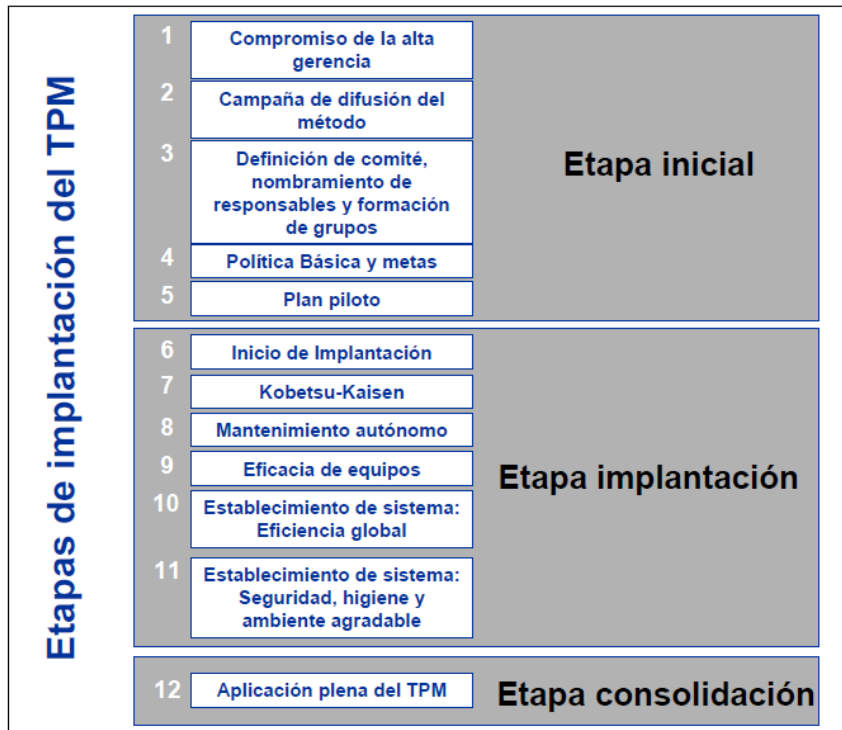 Etapas de implantación del TPM
1
Compromiso de la alta
gerencia
2
Campaña de difusión del
método
3
Definición de comité,
nombramiento de
responsables y formación
de grupos
4
Política Básica y metas
5
Plan piloto
Etapa inicial
6
Inicio de Implantación
7
Kobetsu-Kaisen
8
Mantenimiento autónomo
9
Eficacia de equipos
10
Establecimiento de sistema:
Eficiencia global
11
Establecimiento de sistema:
Seguridad, higiene y
ambiente agradable
Etapa implantación
12
Aplicación plena del TPM
Etapa consolidación